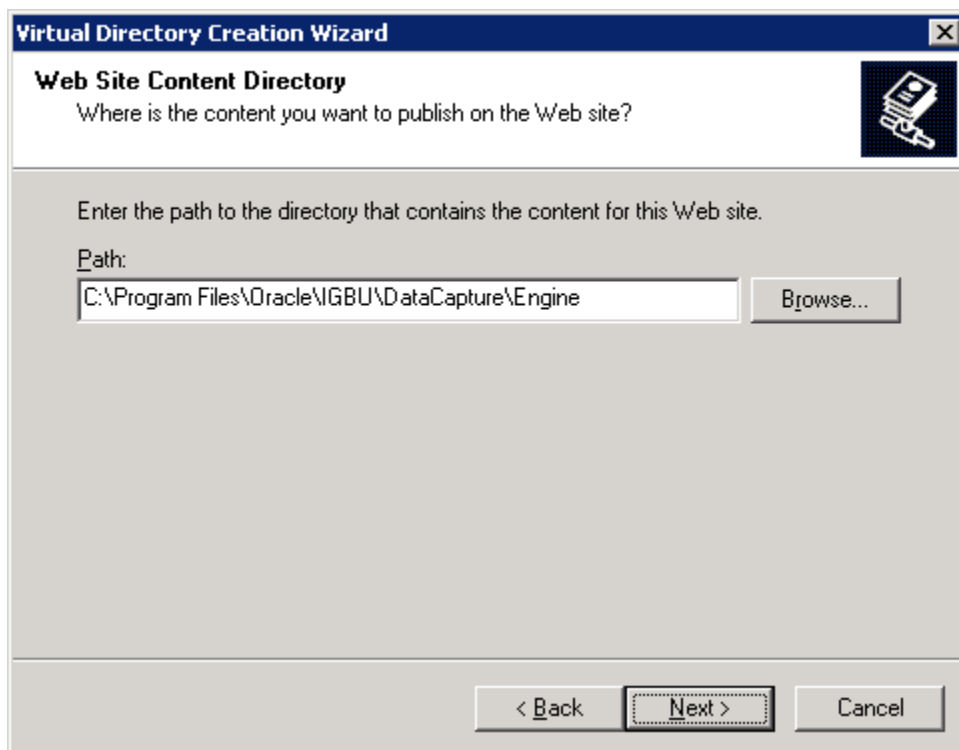 Virtual Directory Creation Wizard
Web Site Content Directory
Where is the content you want to publish on the Web site?
Enter the path to the directory that contains the content for this Web site.
Path:
C:\Program Files\Oracle\IGBU\DataCapture\Engine
Browse...
< Back
Next >
Cancel